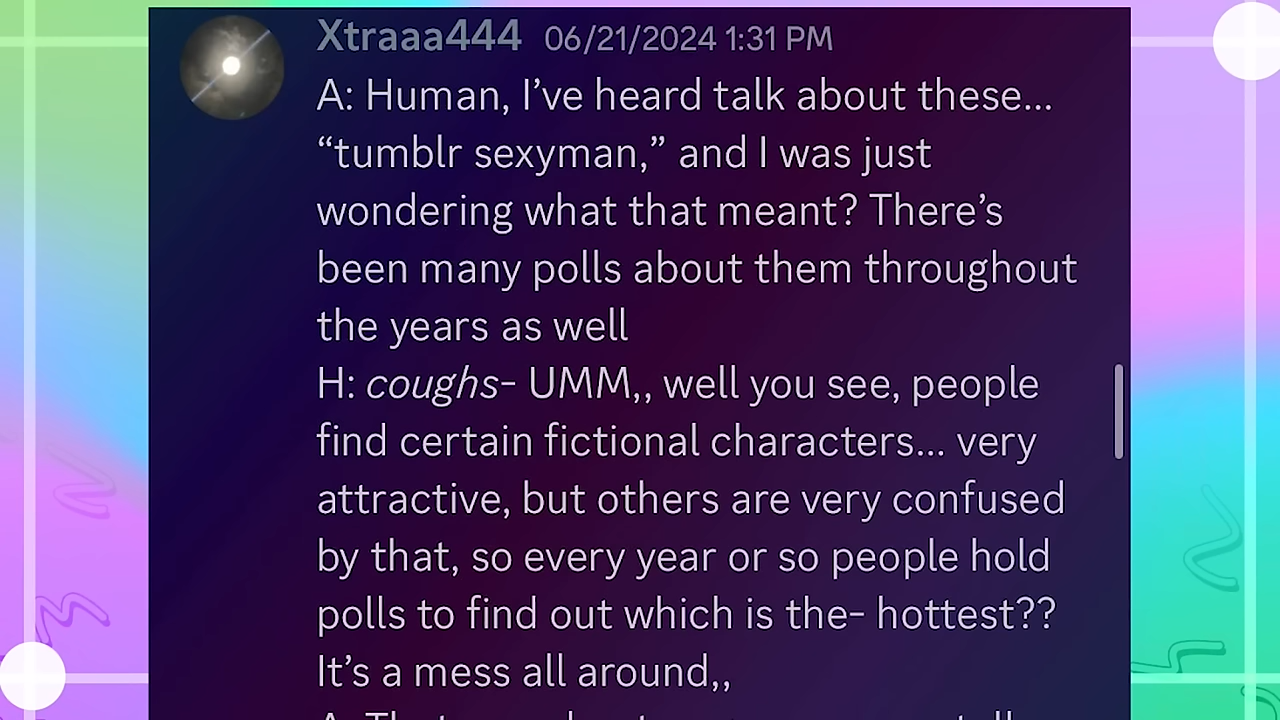 Xtraaa444 06/21/2024 1:31 PM
A: Human, I’ve heard talk about these...
“tumblr sexyman,” and I was just
wondering what that meant? There’s
been many polls about them throughout
the years as well
H: coughs- UMM,, well you see, people
find certain fictional characters... very
attractive, but others are very confused
by that, so every year or so people hold
polls to find out which is the- hottest??
It’s a mess all around,,
A: